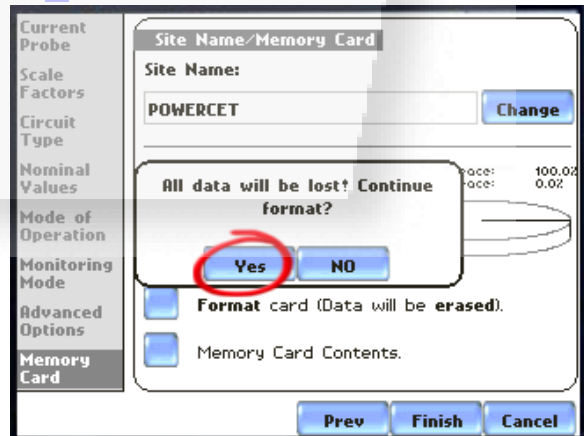 Current
Probe
Scale
Factors
Circuit
Type
Nominal
Values
Mode of
Operation
Monitoring
Mode
Advanced
Options
Memory
Card
Site Name/Memory Card
Site Name:
POWERCET
Change
ace: 100.0%
ace: 0.0%
All data will be lost! Continue
format?
Yes
NO
Format card (Data will be erased).
Memory Card Contents.
Prev
Finish
Cancel